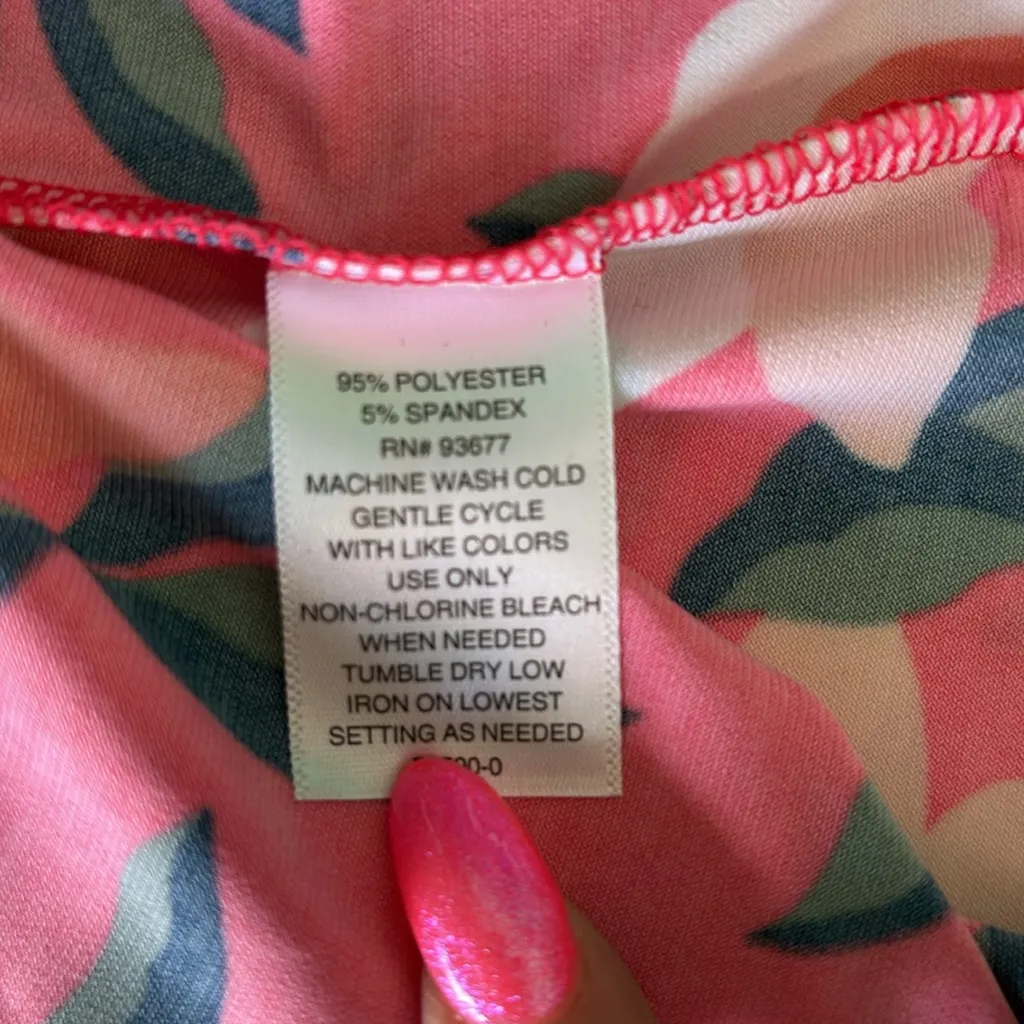 95% POLYESTER
5% SPANDEX
RN# 93677
MACHINE WASH COLD
GENTLE CYCLE
WITH LIKE COLORS
USE ONLY
NON-CHLORINE BLEACH
WHEN NEEDED
TUMBLE DRY LOW
IRON ON LOWEST
SETTING AS NEEDED